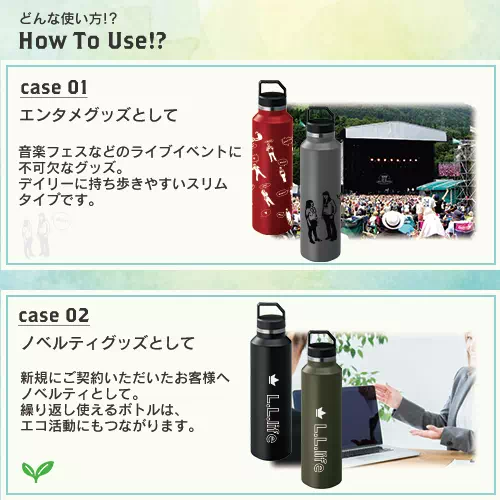 どんな使い方!?
How To Use!?
case 01
エンタメグッズとして
音楽フェスなどのライブイベントに
不可欠なグッズ。
デイリーに持ち歩きやすいスリム
タイプです。
case 02
ノベルティグッズとして
新規にご契約いただいたお客様へ
ノベルティとして。
繰り返し使えるボトルは、
エコ活動にもつながります。
L.L.life
L.L.life